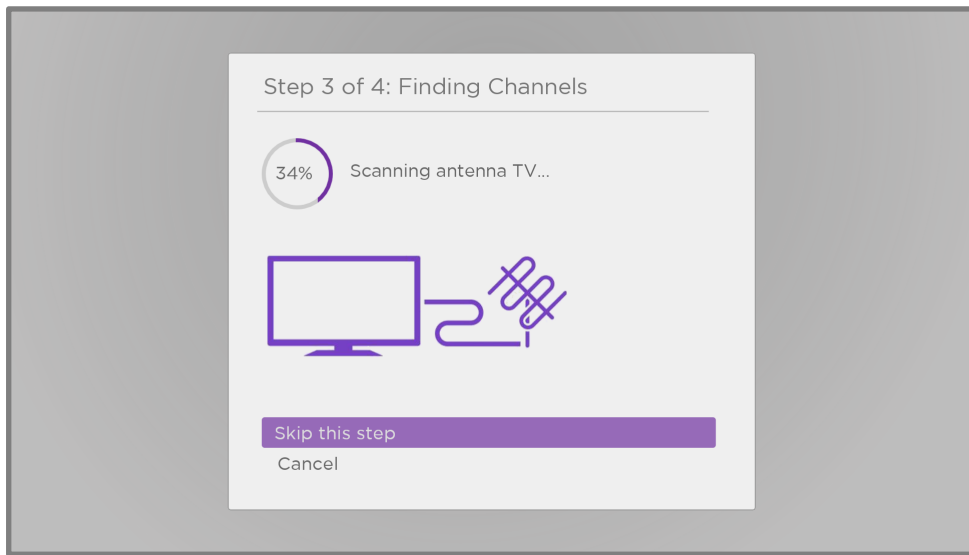 Step 3 of 4: Finding Channels
34%
Scanning antenna TV...
Skip this step
Cancel